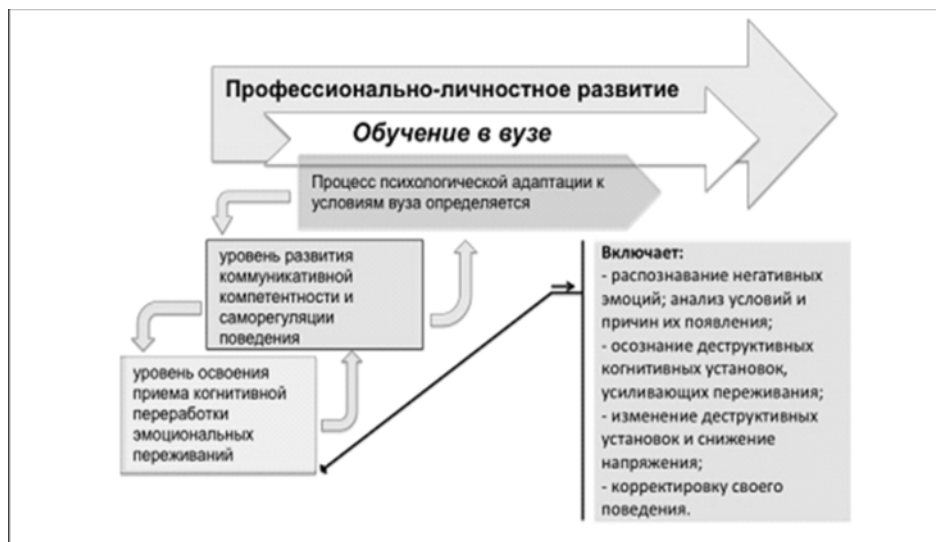 Профессионально-личностное развитие
Обучение в вузе
Процесс психологической адаптации к
условиям вуза определяется
уровень развития
коммуникативной
компетентности и
саморегуляции
поведения
уровень освоения
приема когнитивной
переработки
эмоциональных
переживаний
Включает:
- распознавание негативных
эмоций; анализ условий и
причин их появления;
- осознание деструктивных
когнитивных установок,
усиливающих переживания;
- изменение деструктивных
установок и снижение
напряжения;
- корректировку своего
поведения.